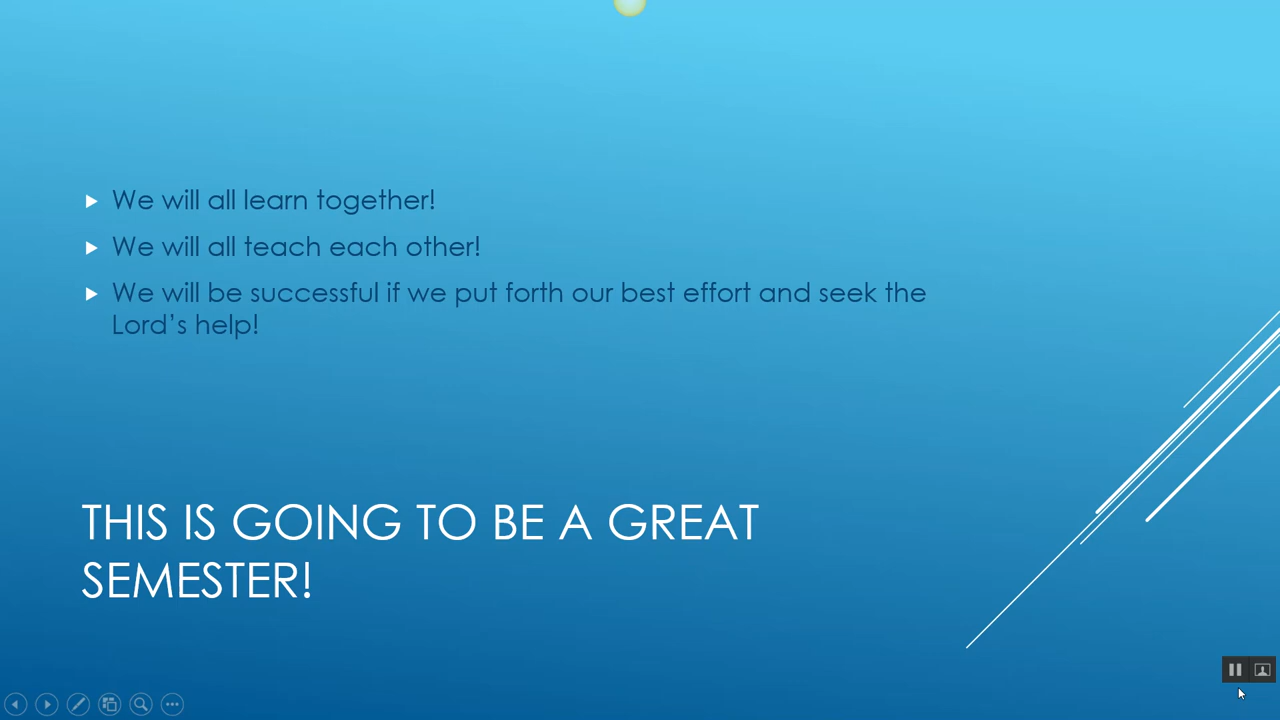 We will all learn together!
We will all teach each other!
We will be successful if we put forth our best effort and seek the
Lord’s help!
THIS IS GOING TO BE A GREAT
SEMESTER!